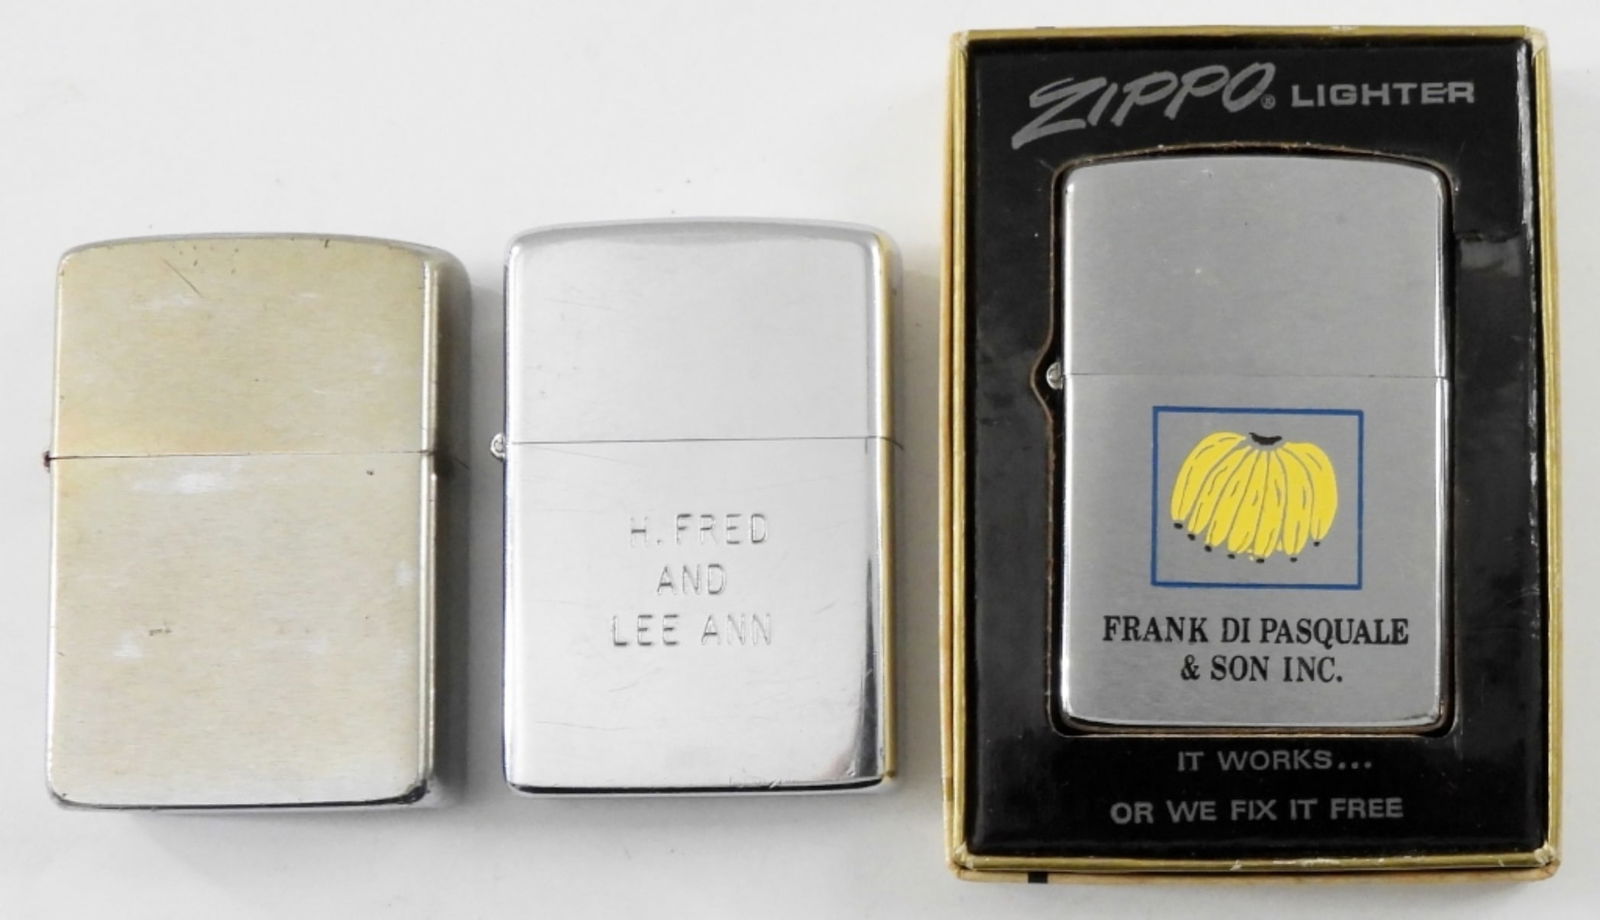 H. FRED
AND
LEE ANN
ZIPPO® LIGHTER
FRANK DI PASQUALE
& SON INC.
IT WORKS...
OR WE FIX IT FREE